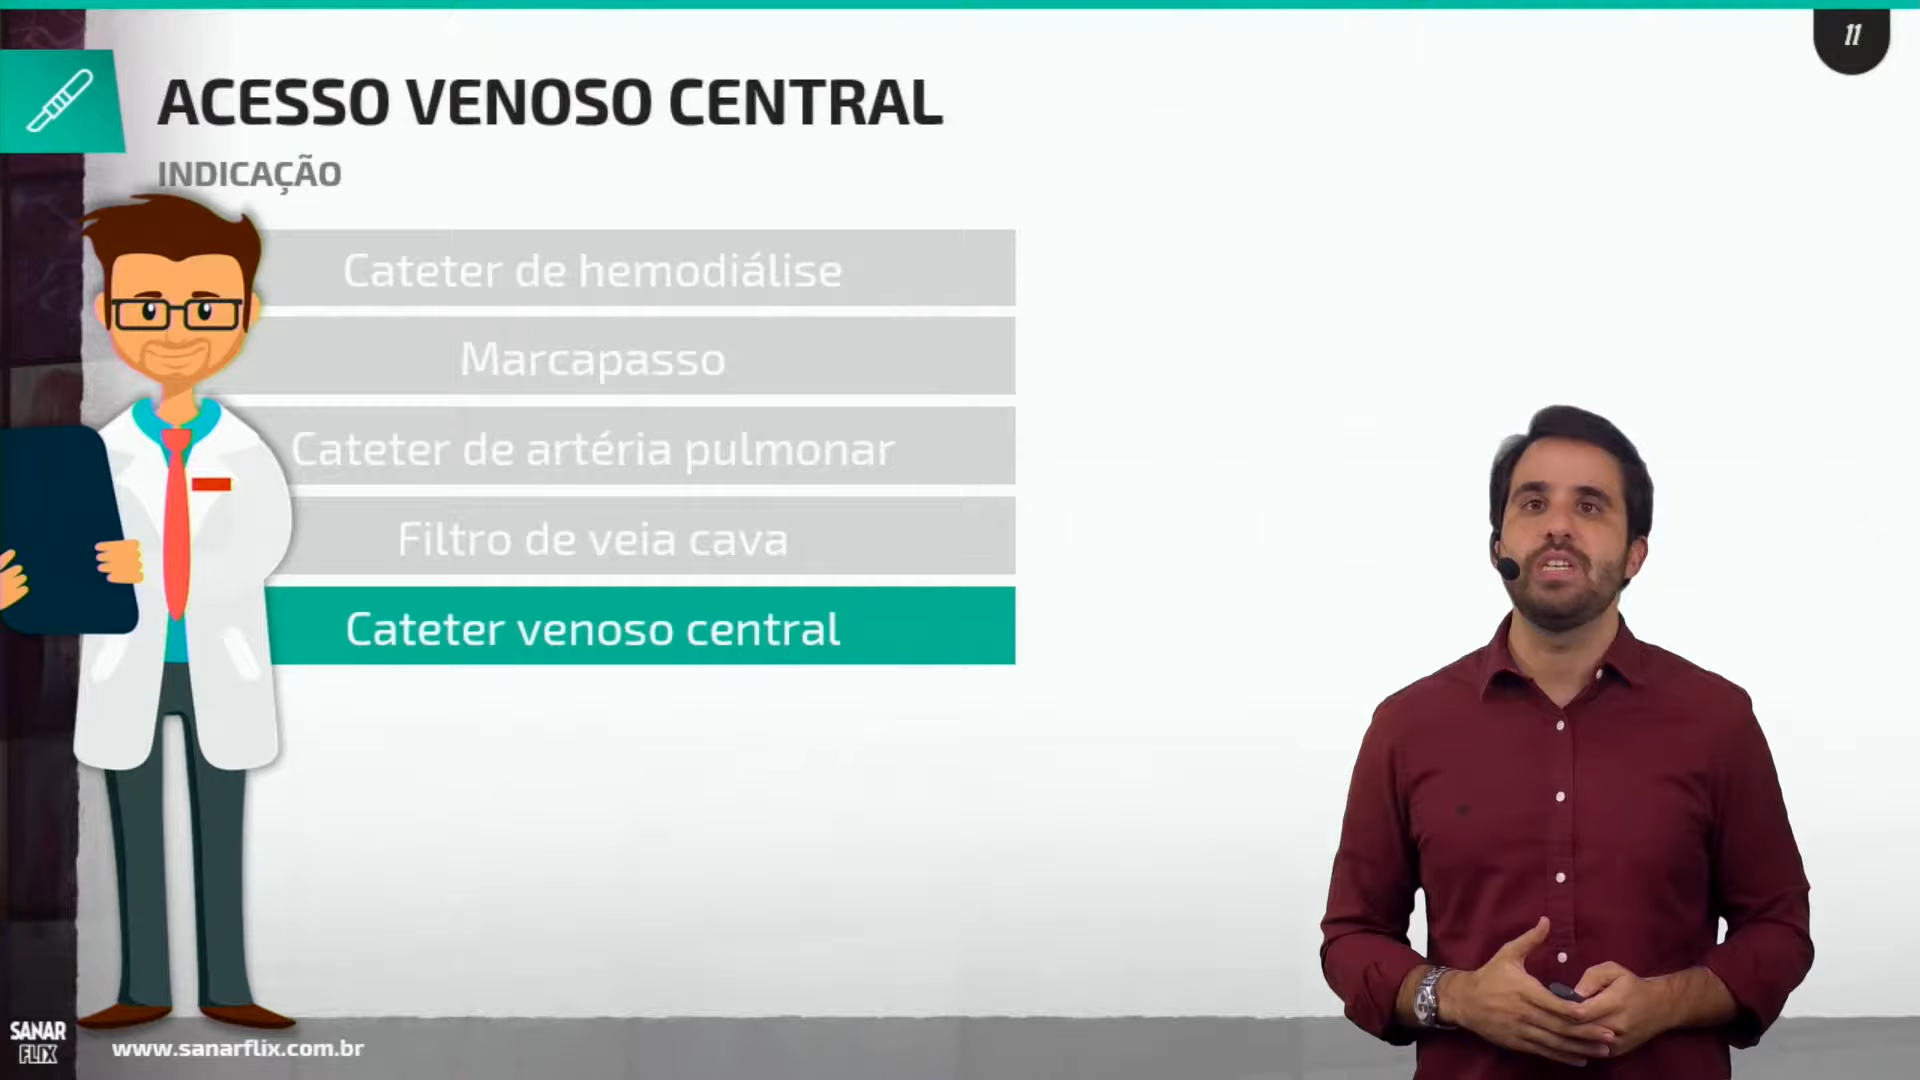 11
ACESSO VENOSO CENTRAL
INDICAÇÃO
Cateter de hemodiálise
Marcapasso
Cateter de artéria pulmonar
Filtro de veia cava
Cateter venoso central
SANAR
FLIX
www.sanarflix.com.br